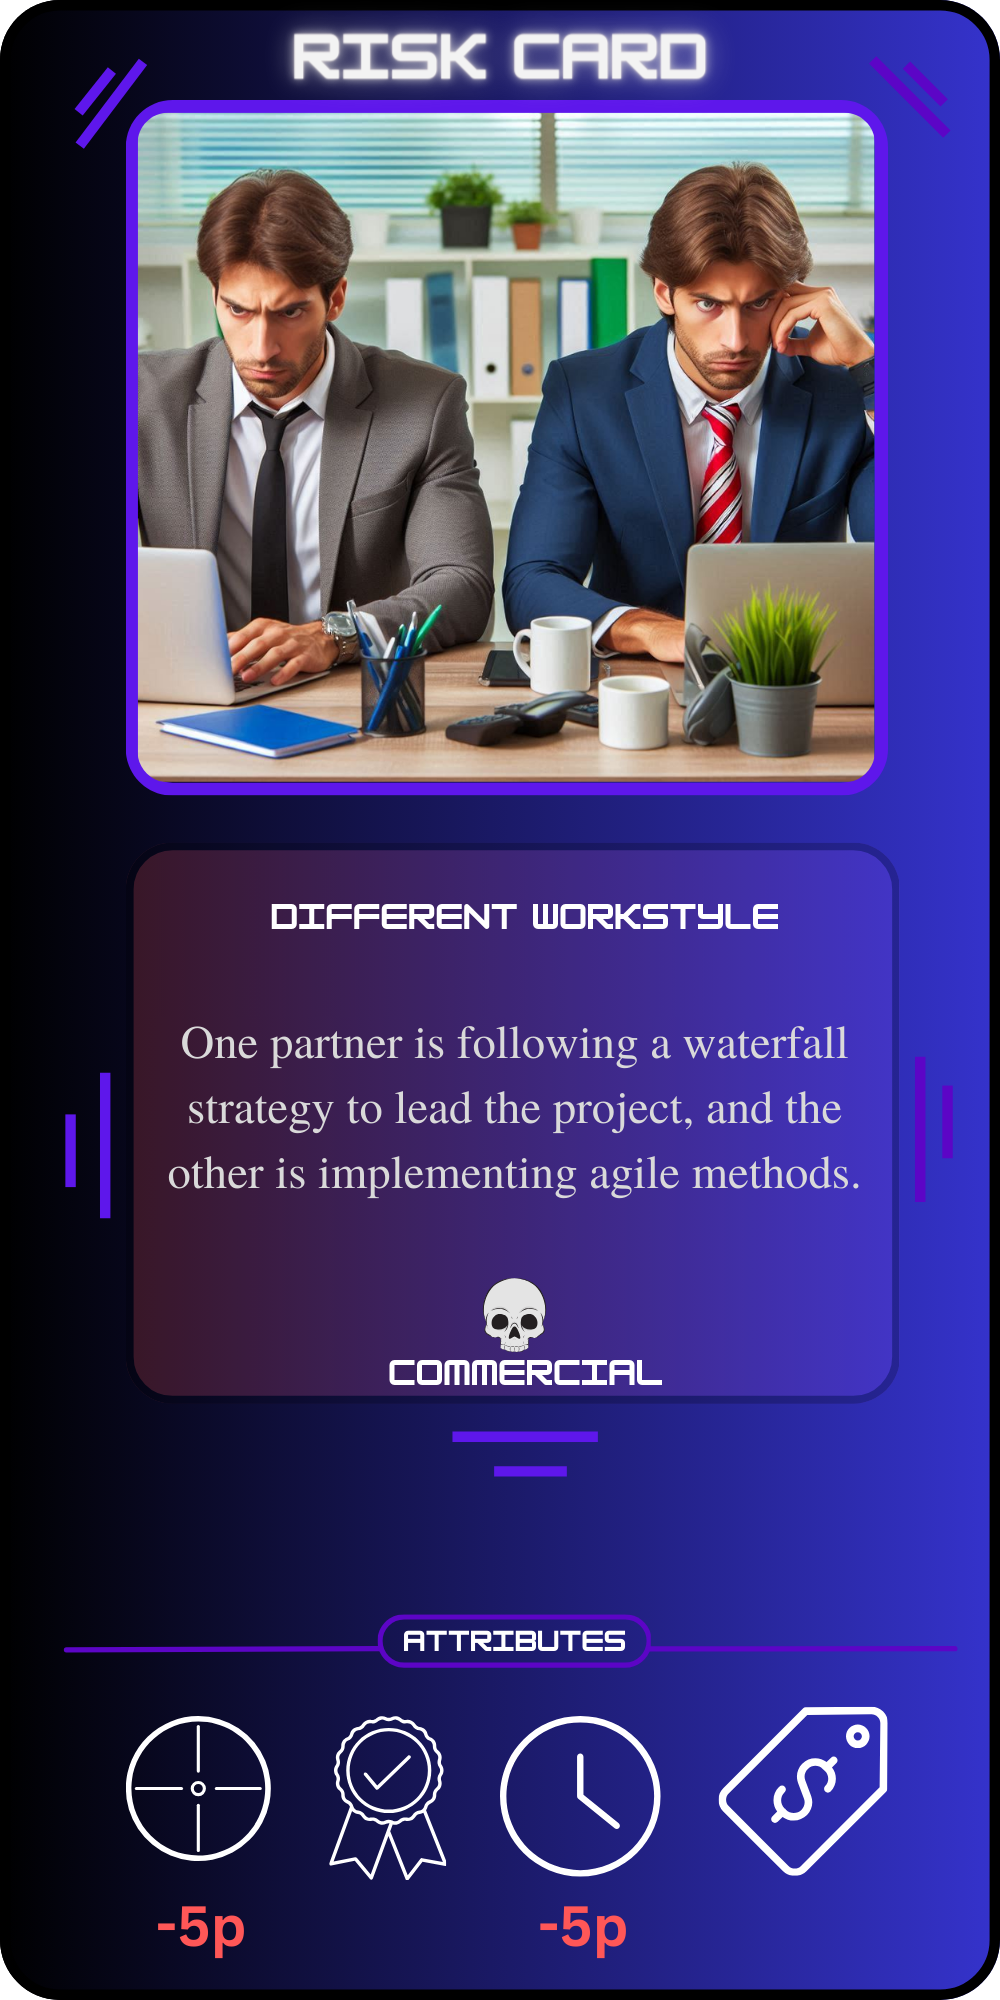 RISK CARD
DIFFERENT WORKSTYLE
One partner is following a waterfall
strategy to lead the project, and the
other is implementing agile methods.
COMMERCIAL
ATTRIBUTES
$
-5p -5p